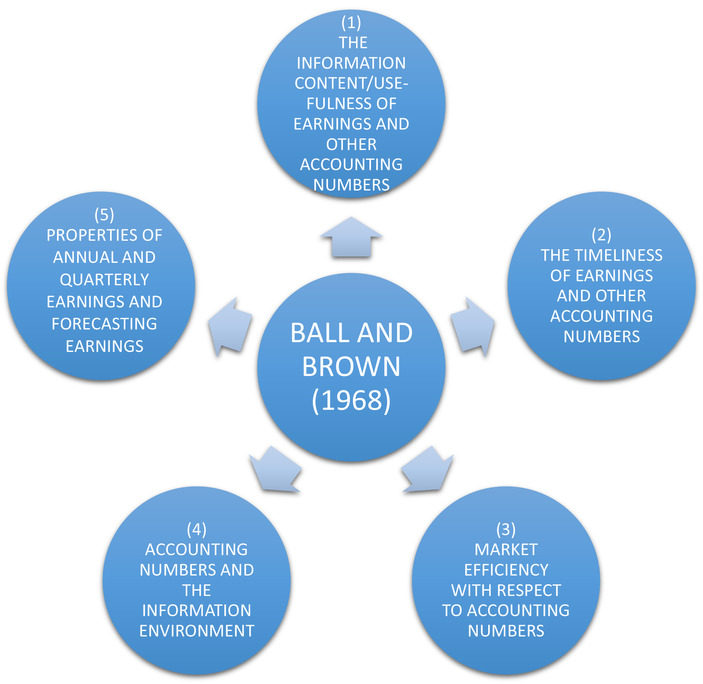 (1)
THE
INFORMATION
CONTENT/USE-
FULNESS OF
EARNINGS AND
OTHER
ACCOUNTING
NUMBERS
(2)
THE TIMELINESS
OF EARNINGS
AND OTHER
ACCOUNTING
NUMBERS
(3)
MARKET
EFFICIENCY
WITH RESPECT
TO ACCOUNTING
NUMBERS
(4)
ACCOUNTING
NUMBERS AND
THE
INFORMATION
ENVIRONMENT
(5)
PROPERTIES OF
ANNUAL AND
QUARTERLY
EARNINGS AND
FORECASTING
EARNINGS
BALL AND
BROWN
(1968)